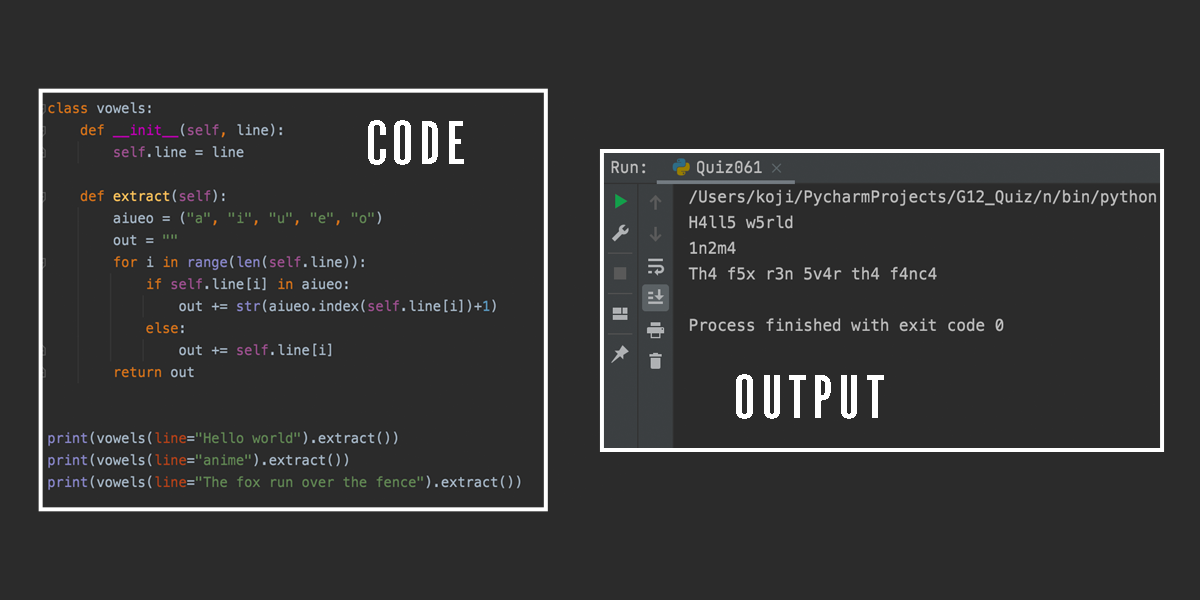 class vowels:
    def __init__(self, line):
        self.line = line
    def extract(self):
        aiueo = ("a", "i", "u", "e", "o")
        out = ""
        for i in range(len(self.line)):
            if self.line[i] in aiueo:
                out += str(aiueo.index(self.line[i])+1)
            else:
                out += self.line[i]
        return out
print(vowels(line="Hello world").extract())
print(vowels(line="anime").extract())
print(vowels(line="The fox run over the fence").extract())
CODE
Run: Quiz061
/Users/koji/PycharmProjects/G12_Quiz/n/bin/python
H4ll5 w5rld
1n2m4
Th4 f5x r3n 5v4r th4 f4nc4
Process finished with exit code 0
OUTPUT